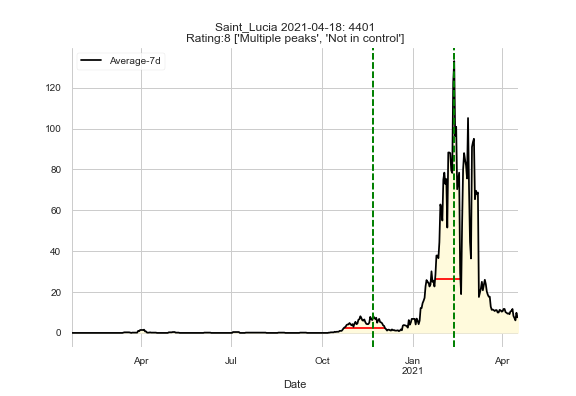 Saint_Lucia 2021-04-18: 4401
Rating:8 ['Multiple peaks', 'Not in control']
Average-7d
120
100
80
60
40
20
0
Apr
Jul
Oct
Jan
2021
Apr
Date